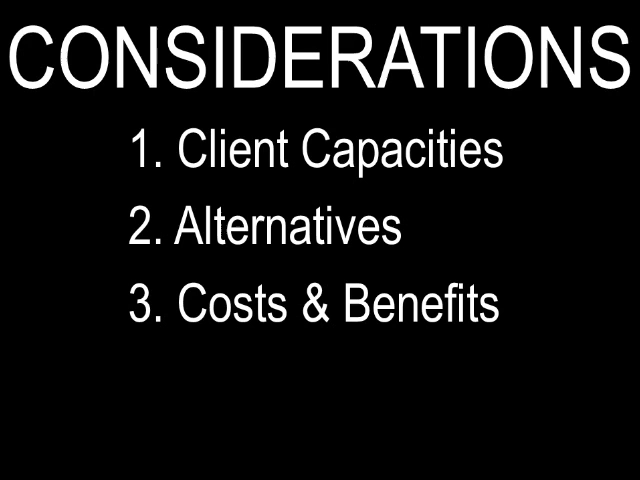 CONSIDERATIONS
1. Client Capacities
2. Alternatives
3. Costs & Benefits